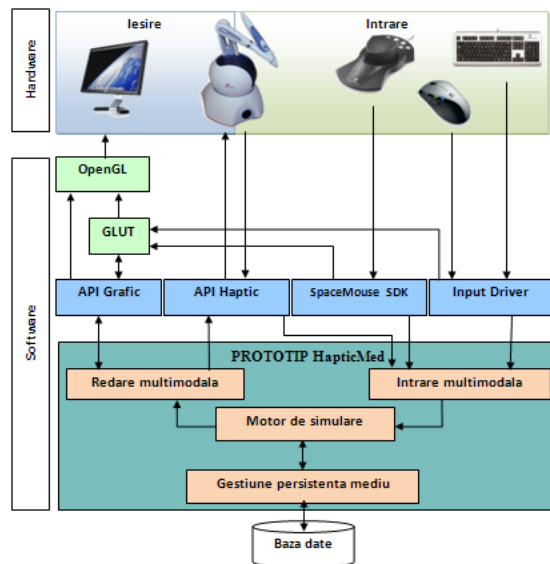 Iesire
Intrare
Hardware
OpenGL
GLUT
API Grafic
API Haptic
SpaceMouse SDK
Input Driver
Software
PROTOTIP HapticMed
Redare multimodala
Intrare multimodala
Motor de simulare
Gestiune persistenta mediu
Baza date